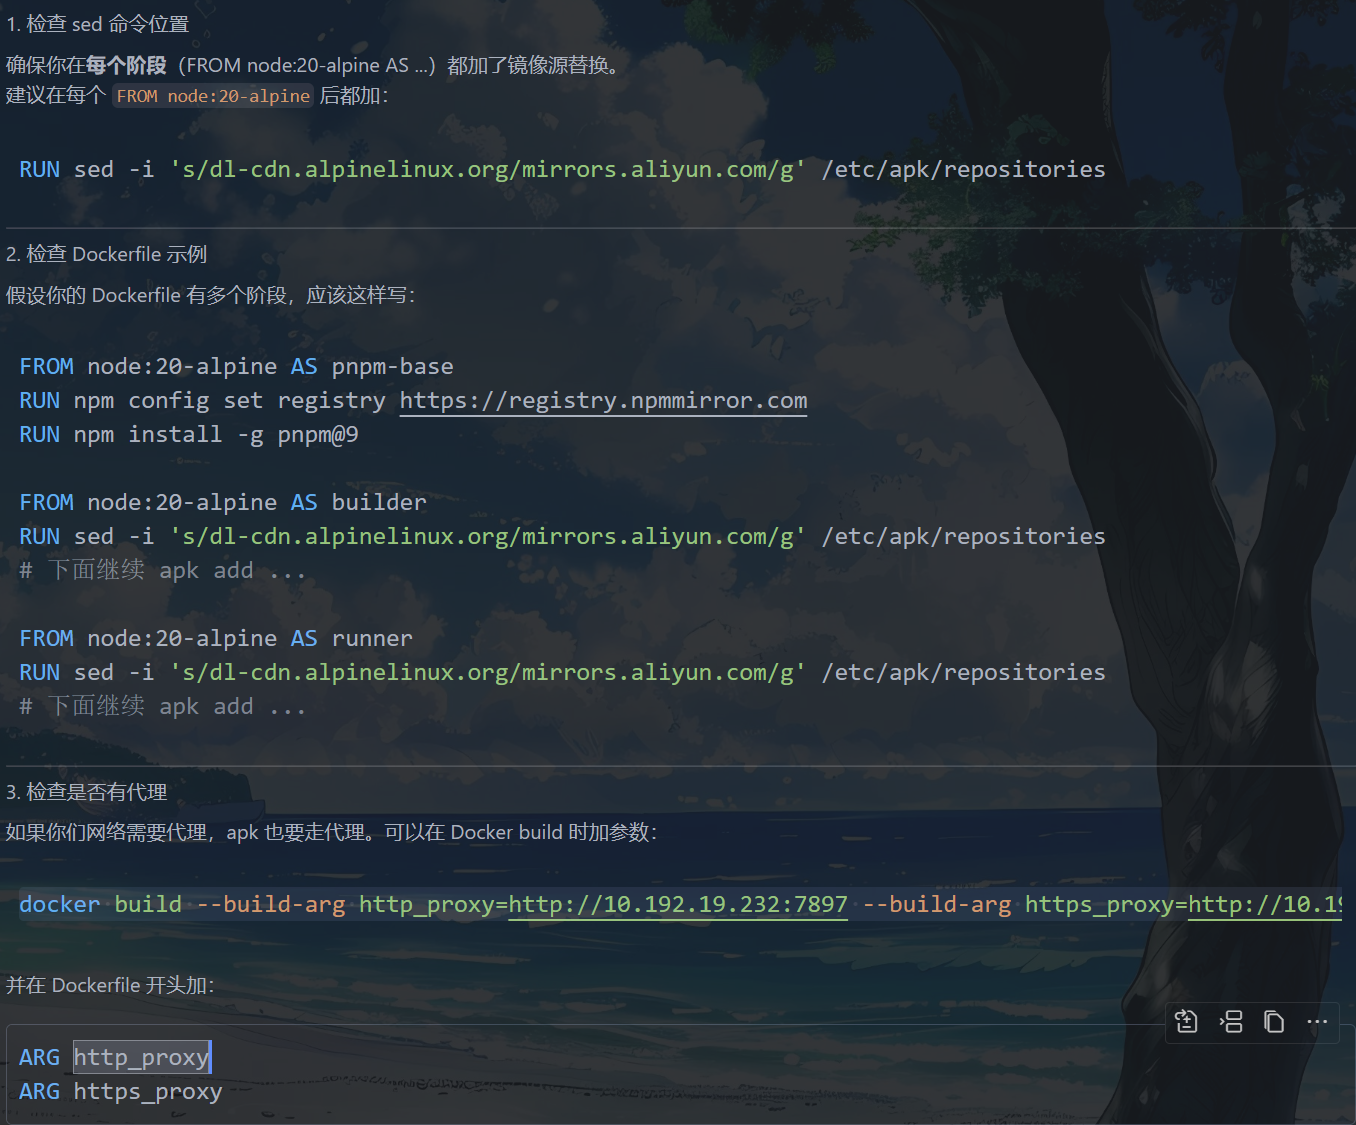 1. 检查 sed 命令位置
确保你在每个阶段（FROM node:20-alpine AS ...）都加了镜像源替换。
建议在每个 FROM node:20-alpine 后都加：
RUN sed -i 's/dl-cdn.alpinelinux.org/mirrors.aliyun.com/g' /etc/apk/repositories
2. 检查 Dockerfile 示例
假设你的 Dockerfile 有多个阶段，应该这样写：
FROM node:20-alpine AS pnpm-base
RUN npm config set registry https://registry.npmmirror.com
RUN npm install -g pnpm@9
FROM node:20-alpine AS builder
RUN sed -i 's/dl-cdn.alpinelinux.org/mirrors.aliyun.com/g' /etc/apk/repositories
# 下面继续 apk add ...
FROM node:20-alpine AS runner
RUN sed -i 's/dl-cdn.alpinelinux.org/mirrors.aliyun.com/g' /etc/apk/repositories
# 下面继续 apk add ...
3. 检查是否有代理
如果你们网络需要代理，apk 也要走代理。可以在 Docker build 时加参数：
docker build --build-arg http_proxy=http://10.192.19.232:7897 --build-arg https_proxy=http://10.19
并在 Dockerfile 开头加：
ARG http_proxy
ARG https_proxy